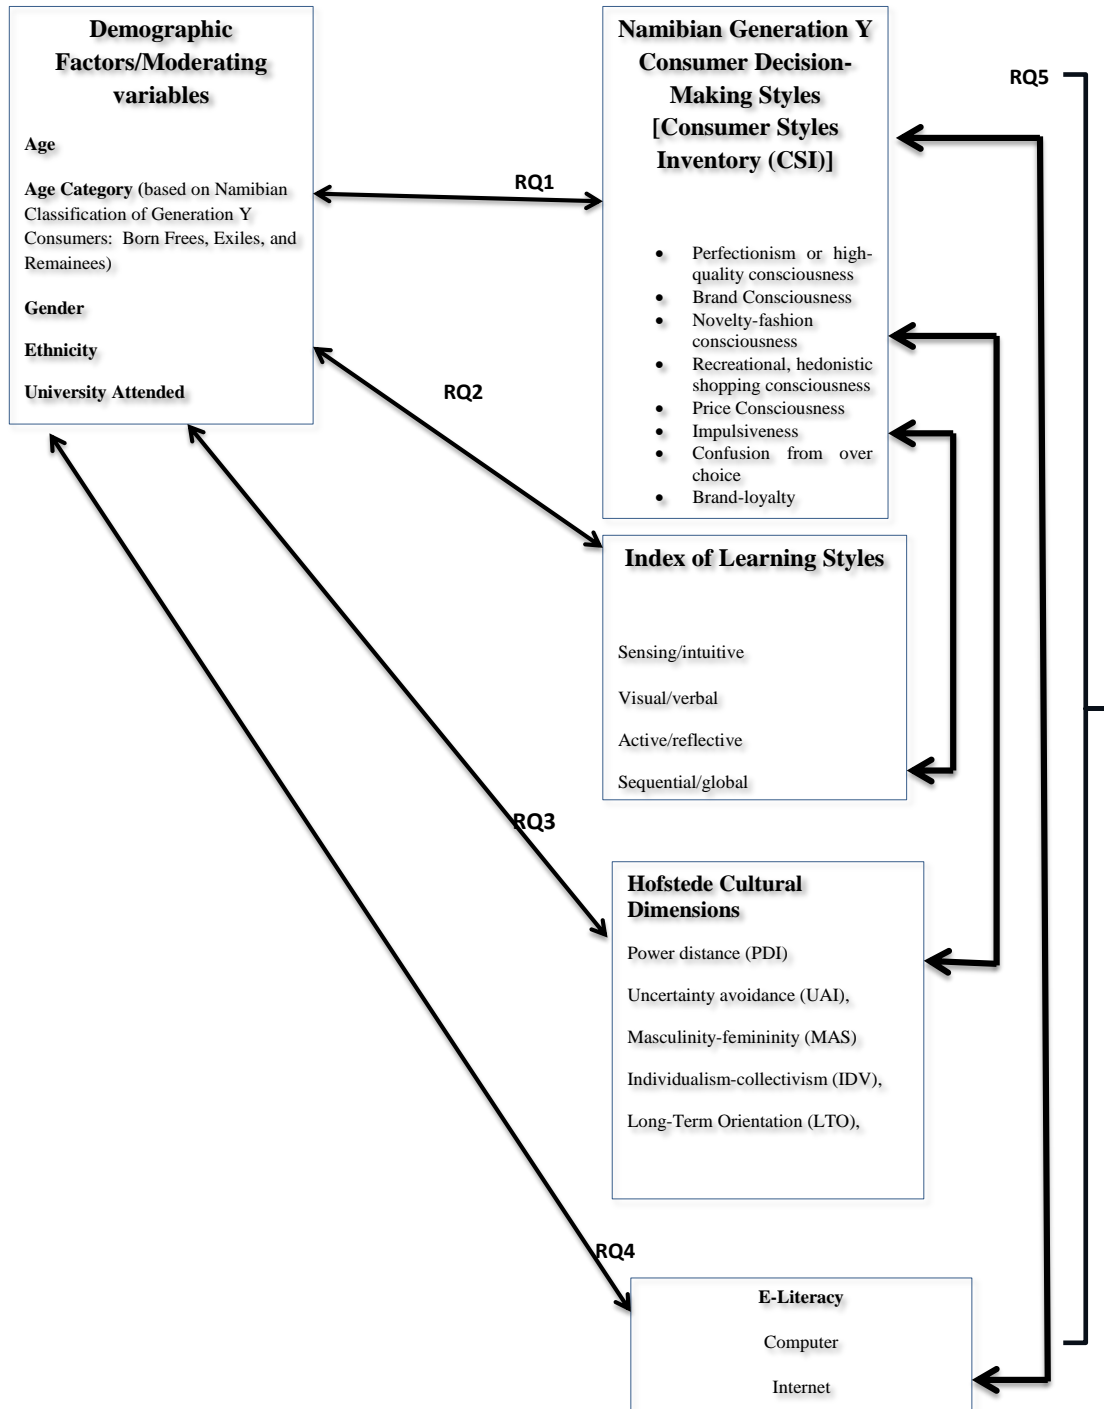 Demographic
Factors/Moderating
variables
Age
Age Category (based on Namibian
Classification of Generation Y
Consumers: Born Frees, Exiles, and
Remainees)
Gender
Ethnicity
University Attended
RQ1
RQ2
RQ3
RQ4
Namibian Generation Y
Consumer Decision-
Making Styles
[Consumer Styles
Inventory (CSI)]
• Perfectionism or high-
quality consciousness
• Brand Consciousness
• Novelty-fashion
consciousness
• Recreational, hedonistic
shopping consciousness
• Price Consciousness
• Impulsiveness
• Confusion from over
choice
• Brand-loyalty
Index of Learning Styles
Sensing/intuitive
Visual/verbal
Active/reflective
Sequential/global
Hofstede Cultural
Dimensions
Power distance (PDI)
Uncertainty avoidance (UAI),
Masculinity-femininity (MAS)
Individualism-collectivism (IDV),
Long-Term Orientation (LTO),
E-Literacy
Computer
Internet
RQ5